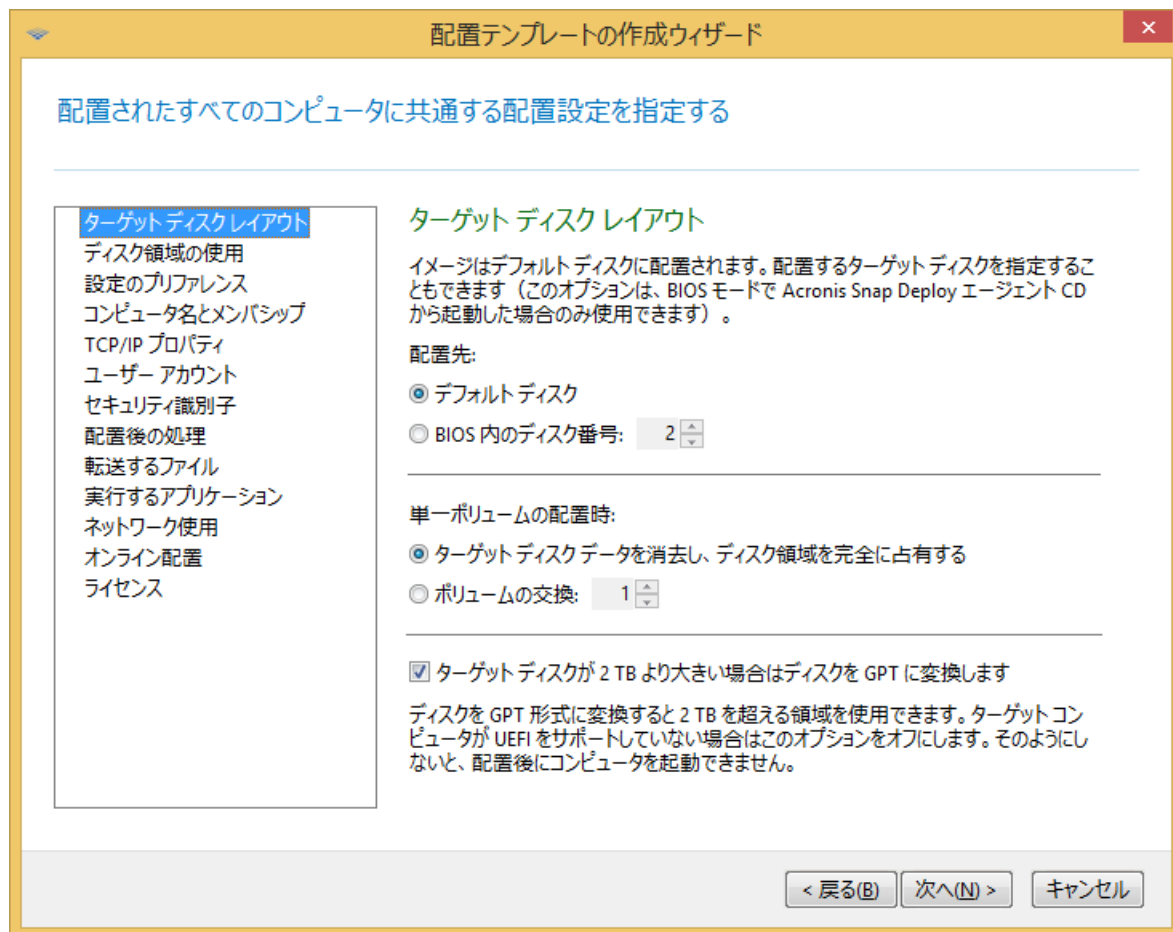 配置テンプレートの作成ウィザード
配置されたすべてのコンピュータに共通する配置設定を指定する
ターゲット ディスク レイアウト
ディスク領域の使用
設定のプリファレンス
コンピュータ名とメンバシップ
TCP/IP プロパティ
ユーザー アカウント
セキュリティ識別子
配置後の処理
転送するファイル
実行するアプリケーション
ネットワーク使用
オンライン配置
ライセンス
ターゲット ディスク レイアウト
イメージはデフォルト ディスクに配置されます。配置するターゲット ディスクを指定するこ
ともできます（このオプションは、BIOS モードで Acronis Snap Deploy エージェント CD
から起動した場合のみ使用できます）。
配置先:
デフォルト ディスク
BIOS 内のディスク番号: 2
単一ボリュームの配置時:
ターゲット ディスク データを消去し、ディスク領域を完全に占有する
ボリュームの交換: 1
ターゲット ディスクが 2 TB より大きい場合はディスクを GPT に変換します
ディスクを GPT 形式に変換すると 2 TB を超える領域を使用できます。ターゲット コン
ピュータが UEFI をサポートしていない場合はこのオプションをオフにします。そのようにし
ないと、配置後にコンピュータを起動できません。
< 戻る(B) 次へ(N) > キャンセル